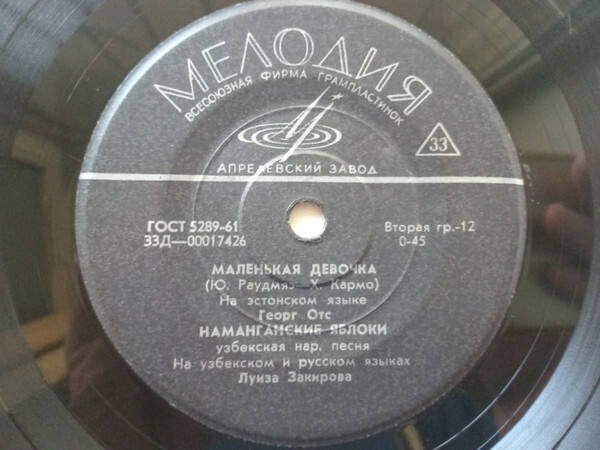 МЕЛОДИЯ
ВСЕСОЮЗНАЯ ФИРМА ГРАМПЛАСТИНОК
33
АПРЕЛЕВСКИЙ ЗАВОД
ГОСТ 5289-61
33Д—00017426
Вторая гр.-12
0-45
МАЛЕНЬКАЯ ДЕВОЧКА
(Ю. Раудмяэ—Х. Кармо)
На эстонском языке
Георг Отс
НАМАНГАНСКИЕ ЯБЛОКИ
узбекская нар. песня
На узбекском и русском языках
Луиза Закирова